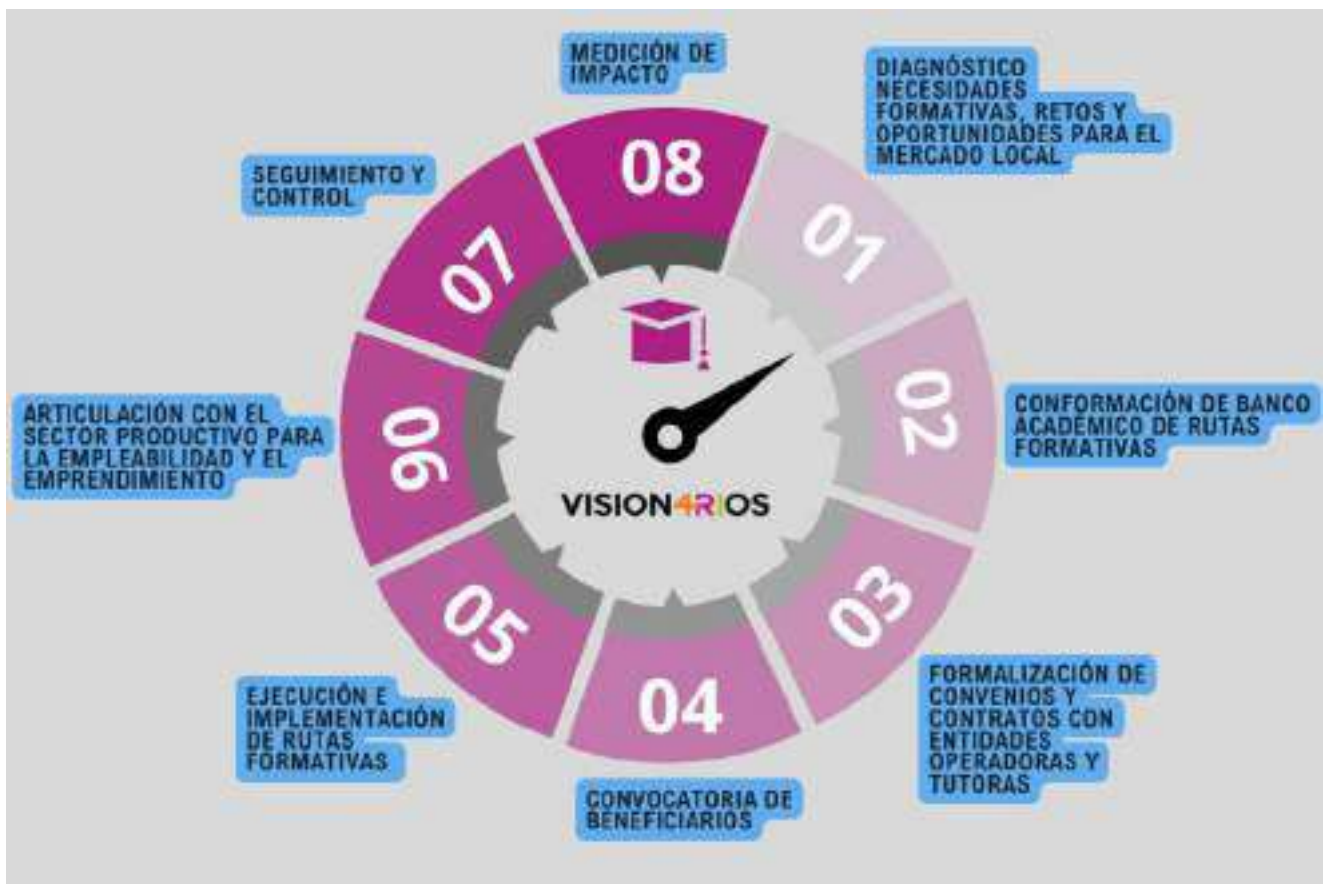 MEDICIÓN DE
IMPACTO
08
DIAGNÓSTICO
NECESIDADES
FORMATIVAS, RETOS Y
OPORTUNIDADES PARA EL
MERCADO LOCAL
01
CONFORMACIÓN DE BANCO
ACADÉMICO DE RUTAS
FORMATIVAS
02
FORMALIZACIÓN DE
CONVENIOS Y
CONTRATOS CON
ENTIDADES
OPERADORAS Y
TUTORAS
03
CONVOCATORIA DE
BENEFICIARIOS
04
EJECUCIÓN E
IMPLEMENTACIÓN
DE RUTAS
FORMATIVAS
05
ARTICULACIÓN CON EL
SECTOR PRODUCTIVO PARA
LA EMPLEABILIDAD Y EL
EMPRENDIMIENTO
06
SEGUIMIENTO Y
CONTROL
07
VISION4RIOS